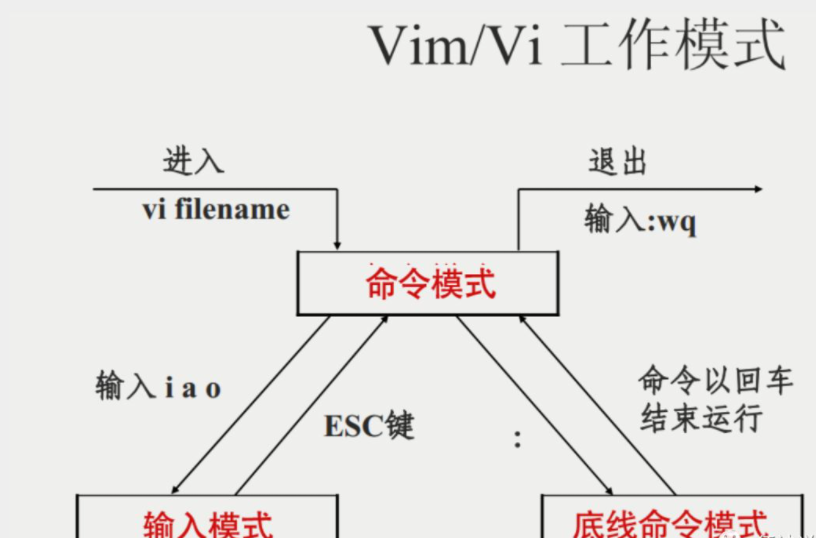 Vim/Vi 工作模式
进入
vi filename
退出
输入:wq
命令模式
输入 i a o
ESC键
:
命令以回车
结束运行
输入模式
底线命令模式